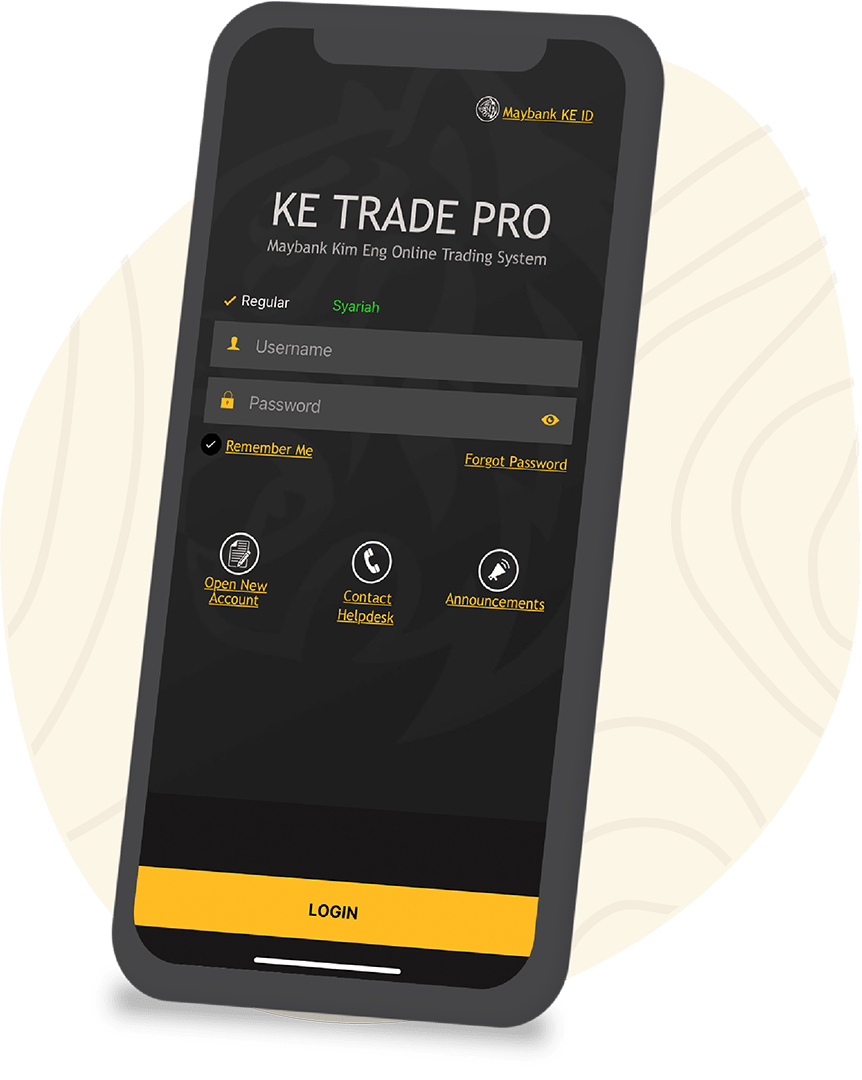 Maybank KE ID
KE TRADE PRO
Maybank Kim Eng Online Trading System
Regular
Syariah
Username
Password
Remember Me
Forgot Password
Open New
Account
Contact
Helpdesk
Announcements
LOGIN